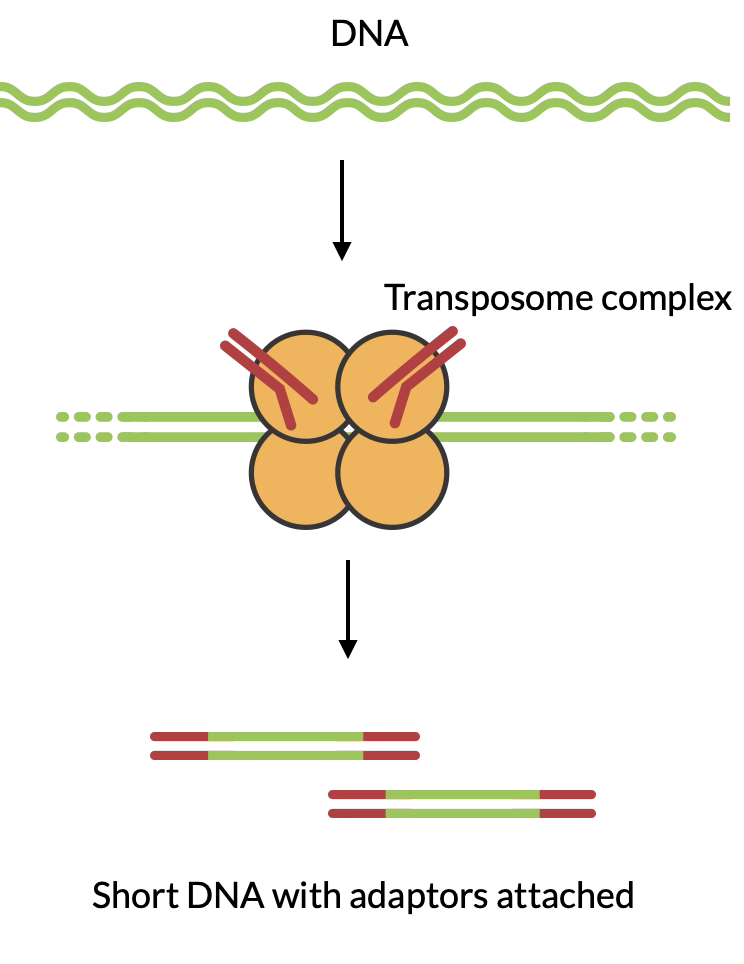 DNA
Transposome complex
Short DNA with adaptors attached